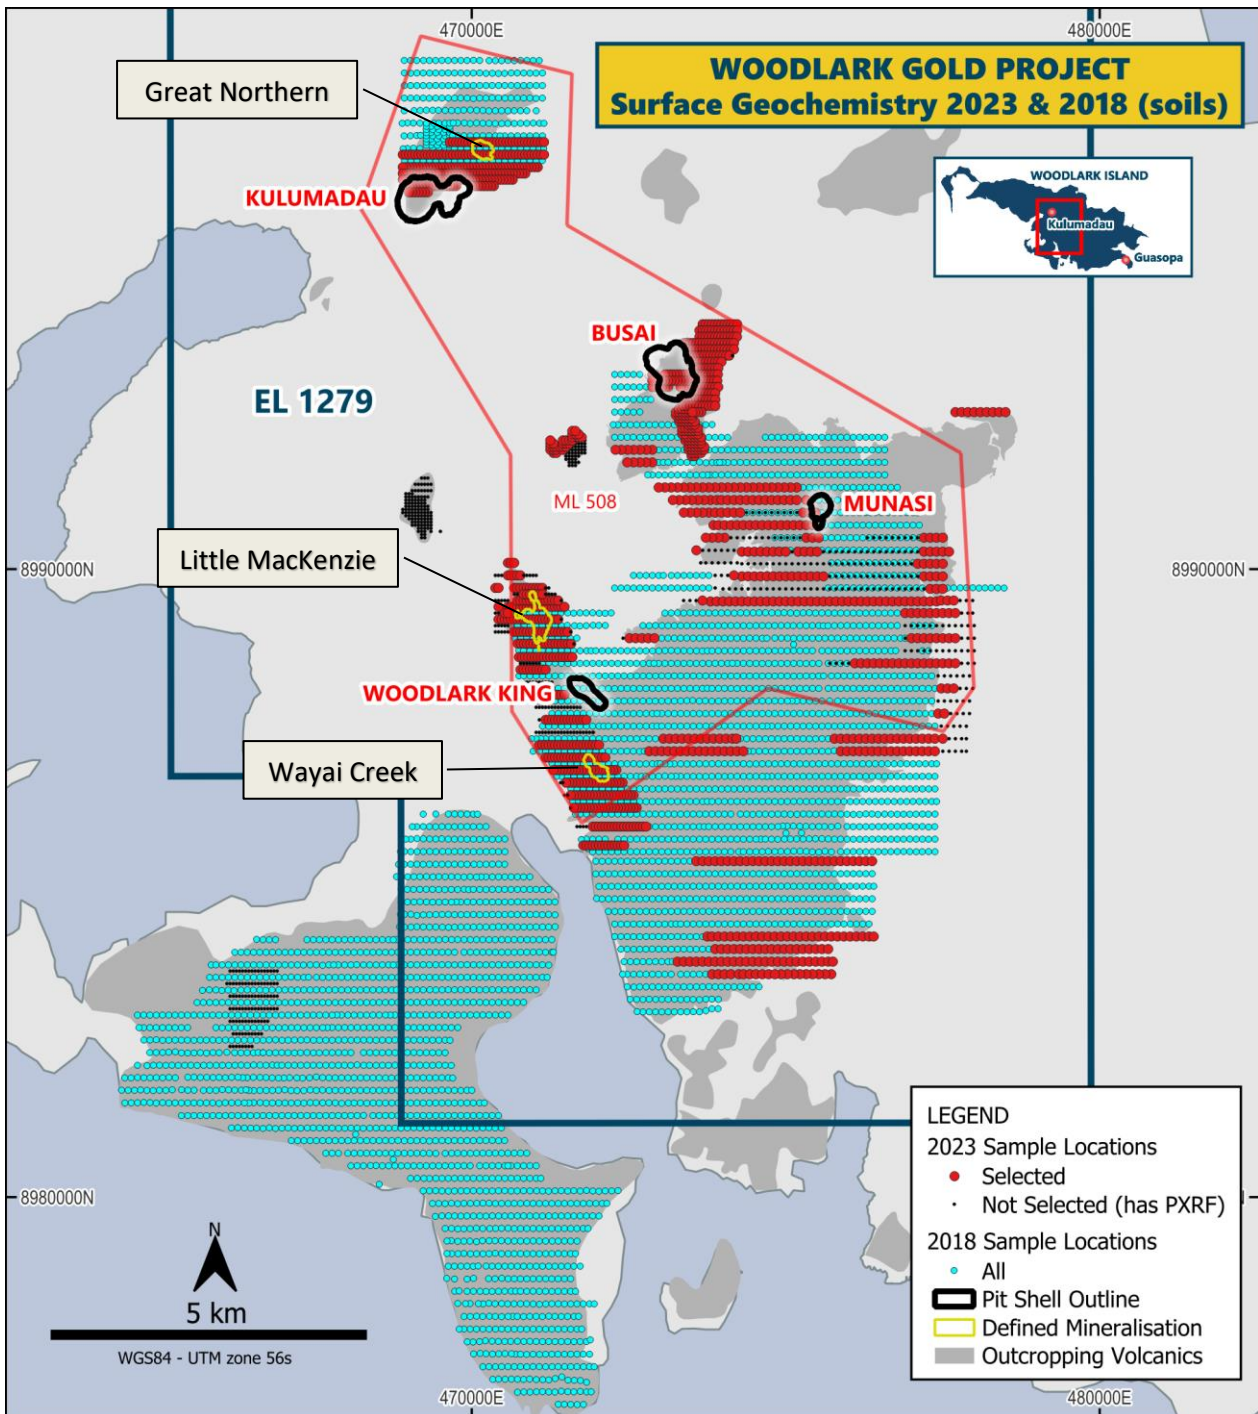 470000E
480000E
WOODLARK GOLD PROJECT
Surface Geochemistry 2023 & 2018 (soils)
Great Northern
WOODLARK ISLAND
Kulumadau
Guasopa
KULUMADAU
BUSAI
EL 1279
ML 508
MUNASI
Little MacKenzie
8990000N
8990000N
WOODLARK KING
Wayai Creek
LEGEND
2023 Sample Locations
Selected
Not Selected (has PXRF)
2018 Sample Locations
All
Pit Shell Outline
Defined Mineralisation
Outcropping Volcanics
8980000N
N
5 km
WGS84 - UTM zone 56s
470000E
480000E